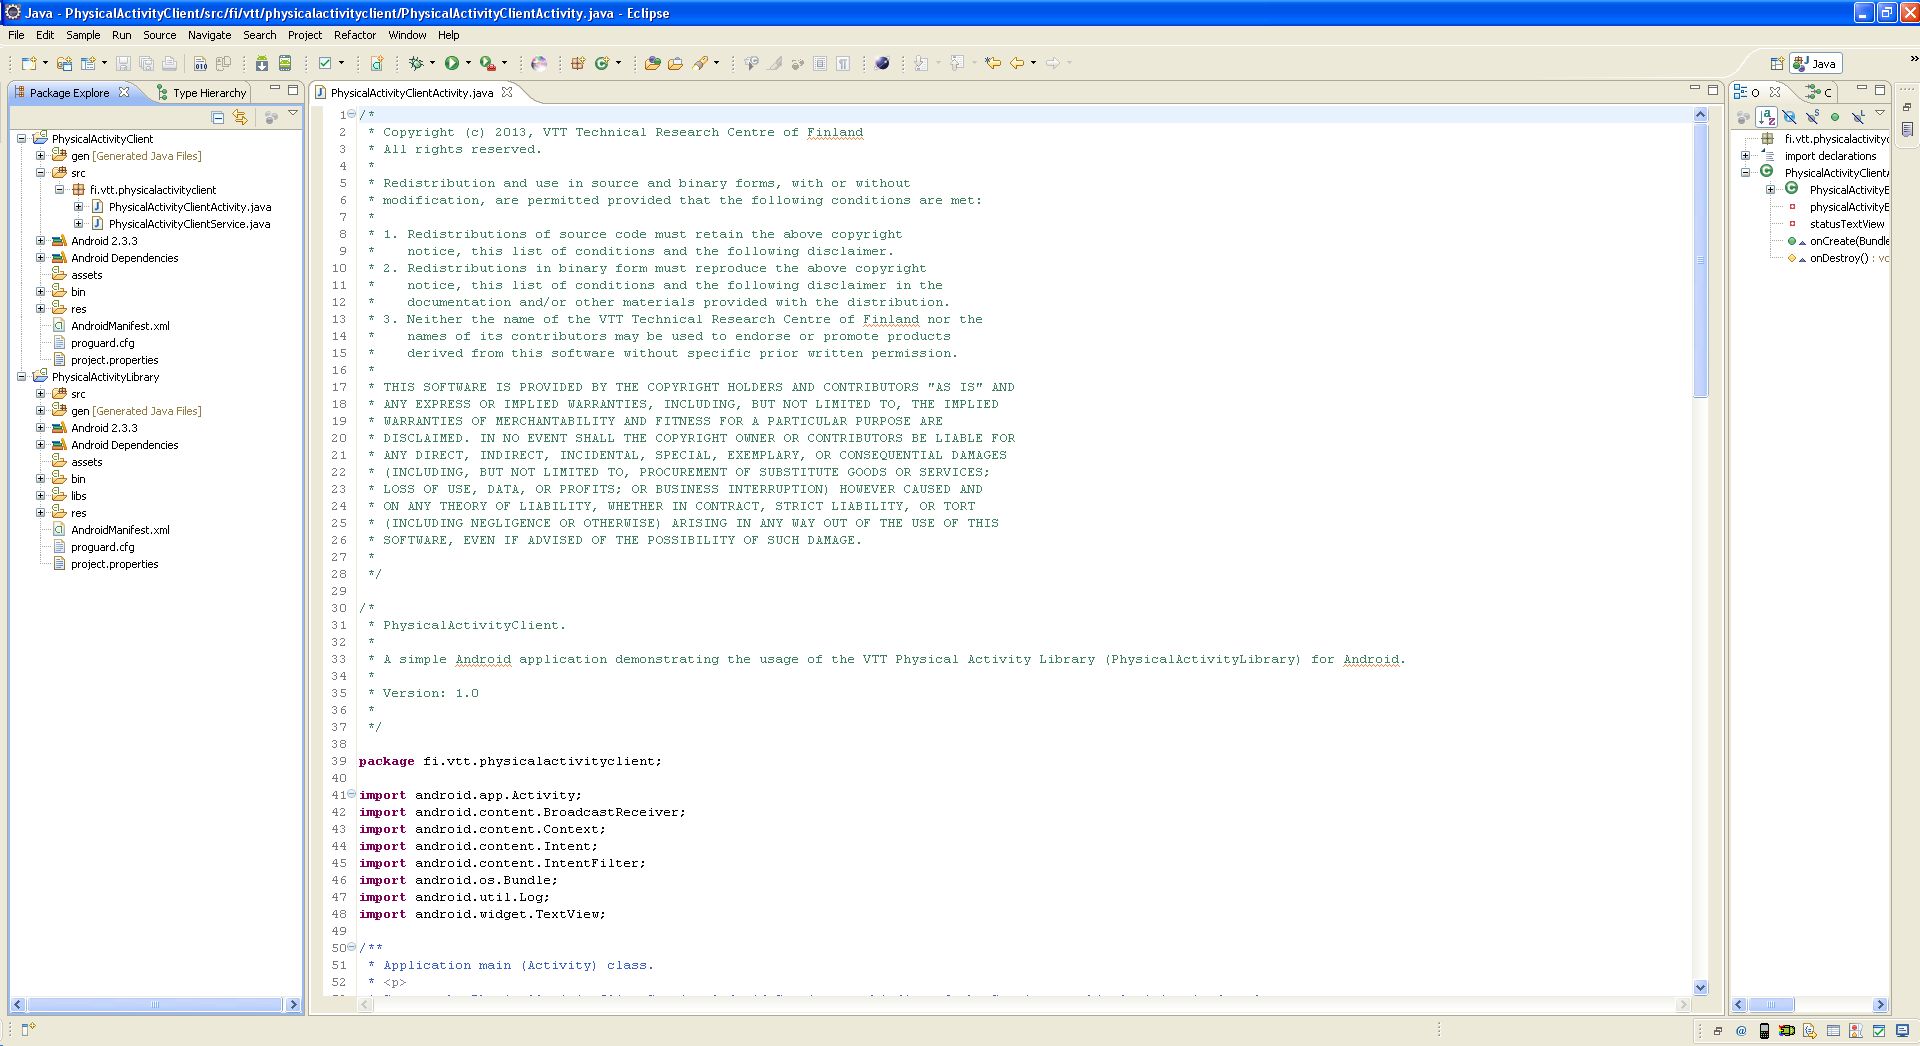 Java - PhysicalActivityClient/src/fi/vtt/physicalactivityclient/PhysicalActivityClientActivity.java - Eclipse
File Edit Sample Run Source Navigate Search Project Refactor Window Help
Java
Package Explore
Type Hierarchy
PhysicalActivityClient
gen [Generated Java Files]
src
fi.vtt.physicalactivityclient
PhysicalActivityClientActivity.java
PhysicalActivityClientService.java
Android 2.3.3
Android Dependencies
assets
bin
res
AndroidManifest.xml
proguard.cfg
project.properties
PhysicalActivityLibrary
src
gen [Generated Java Files]
Android 2.3.3
Android Dependencies
assets
bin
libs
res
AndroidManifest.xml
proguard.cfg
project.properties
PhysicalActivityClientActivity.java
1 /*
2 * Copyright (c) 2013, VTT Technical Research Centre of Finland
3 * All rights reserved.
4 *
5 * Redistribution and use in source and binary forms, with or without
6 * modification, are permitted provided that the following conditions are met:
7 *
8 * 1. Redistributions of source code must retain the above copyright
9 *    notice, this list of conditions and the following disclaimer.
10 * 2. Redistributions in binary form must reproduce the above copyright
11 *    notice, this list of conditions and the following disclaimer in the
12 *    documentation and/or other materials provided with the distribution.
13 * 3. Neither the name of the VTT Technical Research Centre of Finland nor the
14 *    names of its contributors may be used to endorse or promote products
15 *    derived from this software without specific prior written permission.
16 *
17 * THIS SOFTWARE IS PROVIDED BY THE COPYRIGHT HOLDERS AND CONTRIBUTORS "AS IS" AND
18 * ANY EXPRESS OR IMPLIED WARRANTIES, INCLUDING, BUT NOT LIMITED TO, THE IMPLIED
19 * WARRANTIES OF MERCHANTABILITY AND FITNESS FOR A PARTICULAR PURPOSE ARE
20 * DISCLAIMED. IN NO EVENT SHALL THE COPYRIGHT OWNER OR CONTRIBUTORS BE LIABLE FOR
21 * ANY DIRECT, INDIRECT, INCIDENTAL, SPECIAL, EXEMPLARY, OR CONSEQUENTIAL DAMAGES
22 * (INCLUDING, BUT NOT LIMITED TO, PROCUREMENT OF SUBSTITUTE GOODS OR SERVICES;
23 * LOSS OF USE, DATA, OR PROFITS; OR BUSINESS INTERRUPTION) HOWEVER CAUSED AND
24 * ON ANY THEORY OF LIABILITY, WHETHER IN CONTRACT, STRICT LIABILITY, OR TORT
25 * (INCLUDING NEGLIGENCE OR OTHERWISE) ARISING IN ANY WAY OUT OF THE USE OF THIS
26 * SOFTWARE, EVEN IF ADVISED OF THE POSSIBILITY OF SUCH DAMAGE.
27 *
28 */
29
30 /*
31 * PhysicalActivityClient.
32 *
33 * A simple Android application demonstrating the usage of the VTT Physical Activity Library (PhysicalActivityLibrary) for Android.
34 *
35 * Version: 1.0
36 *
37 */
38
39 package fi.vtt.physicalactivityclient;
40
41 import android.app.Activity;
42 import android.content.BroadcastReceiver;
43 import android.content.Context;
44 import android.content.Intent;
45 import android.content.IntentFilter;
46 import android.os.Bundle;
47 import android.util.Log;
48 import android.widget.TextView;
49
50 /**
51 * Application main (Activity) class.
52 * <p>
O
C
fi.vtt.physicalactivityc
import declarations
PhysicalActivityClientA
PhysicalActivityB
physicalActivityB
statusTextView
onCreate(Bundle
onDestroy() : vo